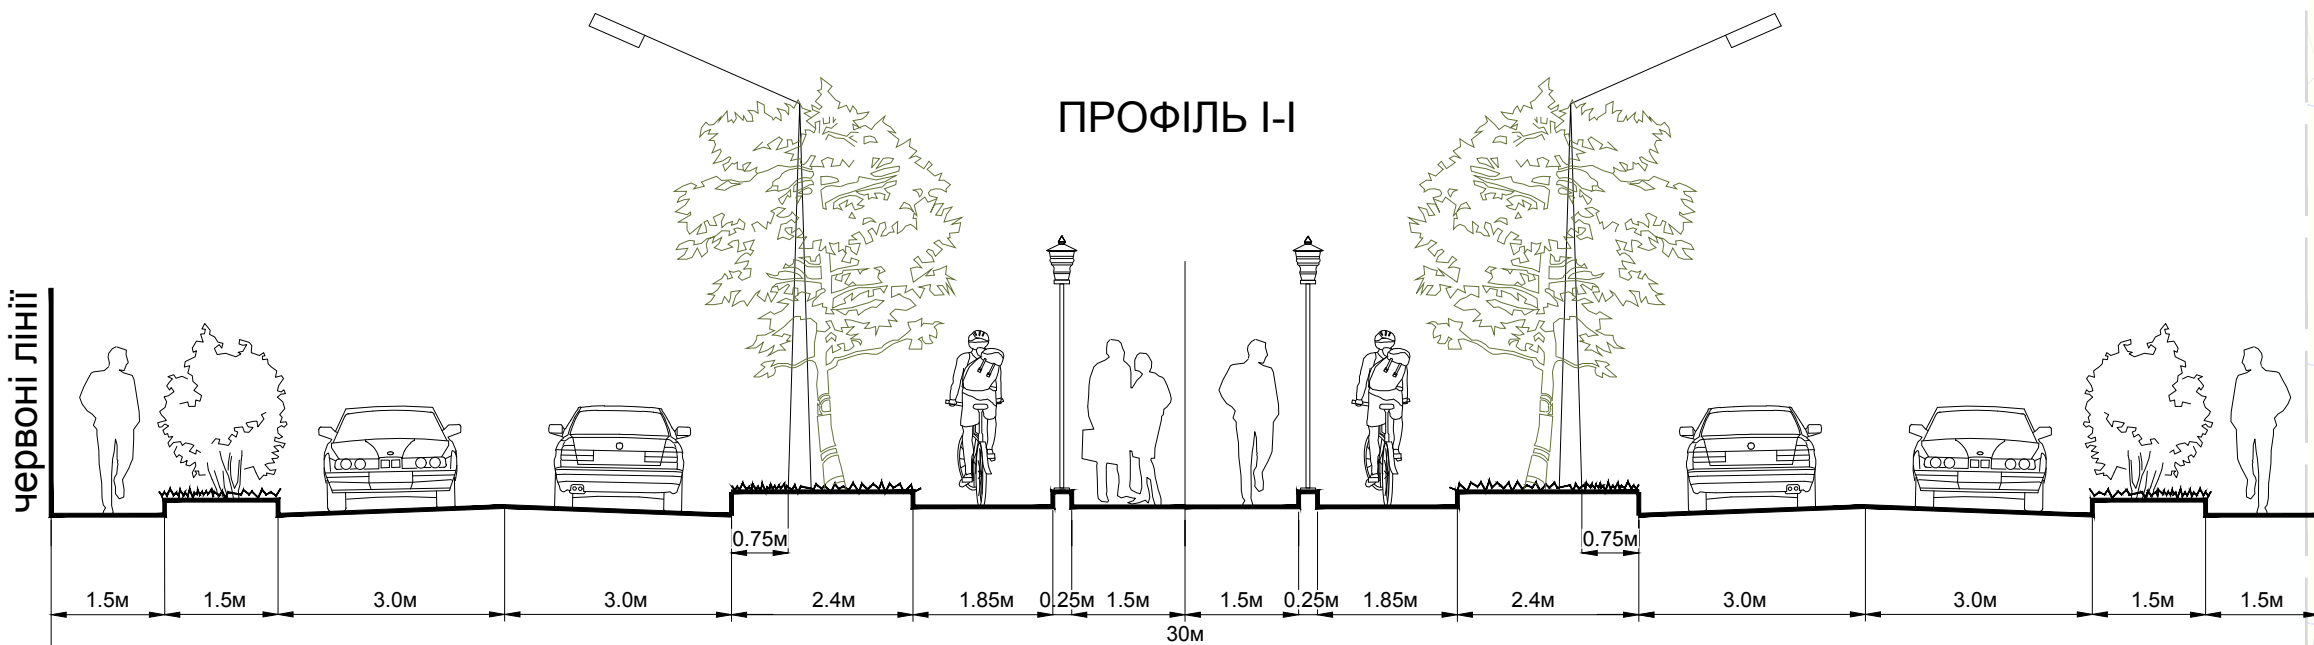 ПРОФІЛЬ І-І
червоні лінії
0.75м 0.75м
1.5м 1.5м 3.0м 3.0м 2.4м 1.85м 0.25м 1.5м 1.5м 0.25м 1.85м 2.4м 3.0м 3.0м 1.5м 1.5м
30м